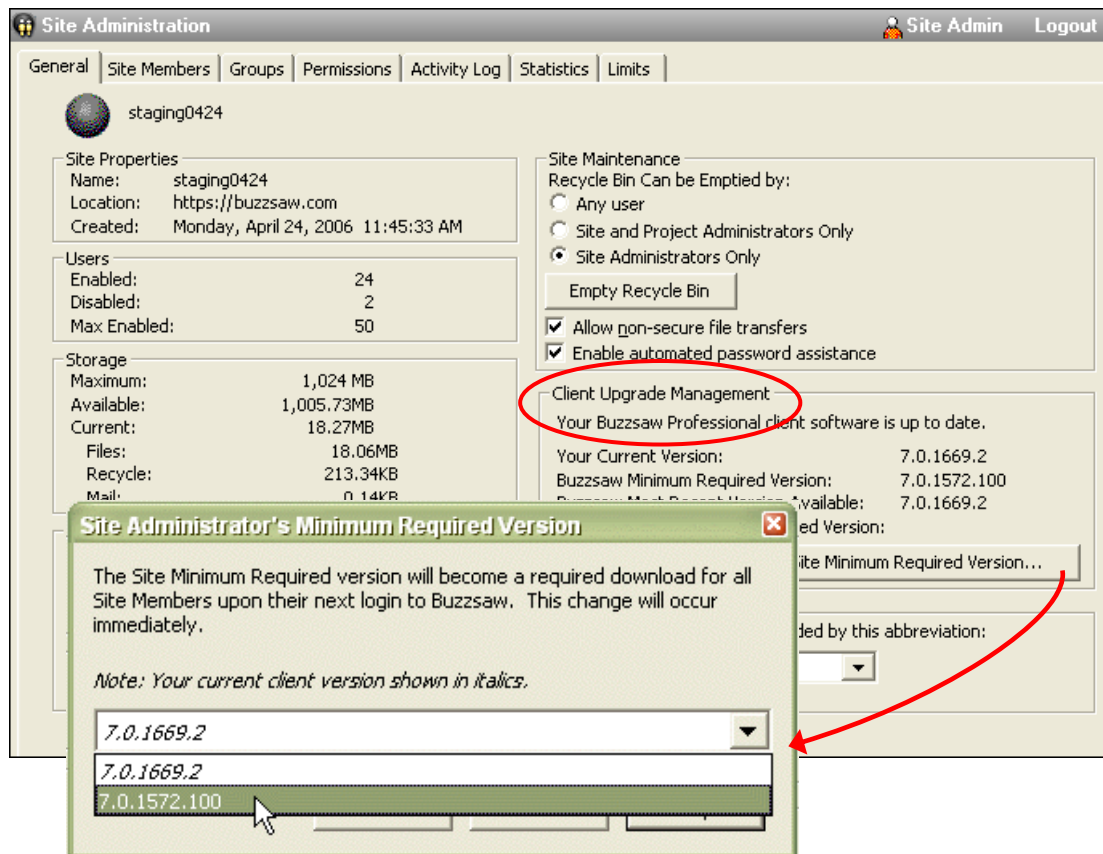 Site Administration Site Admin Logout
General Site Members Groups Permissions Activity Log Statistics Limits
staging0424
Site Properties
Name: staging0424
Location: https://buzzsaw.com
Created: Monday, April 24, 2006 11:45:33 AM
Users
Enabled: 24
Disabled: 2
Max Enabled: 50
Storage
Maximum: 1,024 MB
Available: 1,005.73MB
Current: 18.27MB
Files: 18.06MB
Recycle: 213.34KB
Mail: 0.14KB
Site Maintenance
Recycle Bin Can be Emptied by:
Any user
Site and Project Administrators Only
Site Administrators Only
Empty Recycle Bin
Allow non-secure file transfers
Enable automated password assistance
Client Upgrade Management
Your Buzzsaw Professional client software is up to date.
Your Current Version: 7.0.1669.2
Buzzsaw Minimum Required Version: 7.0.1572.100
Buzzsaw Most Recent Version Available: 7.0.1669.2
ed Version:
Site Minimum Required Version...
ded by this abbreviation:
Site Administrator's Minimum Required Version
The Site Minimum Required version will become a required download for all
Site Members upon their next login to Buzzsaw. This change will occur
immediately.
Note: Your current client version shown in italics.
7.0.1669.2
7.0.1669.2
7.0.1572.100